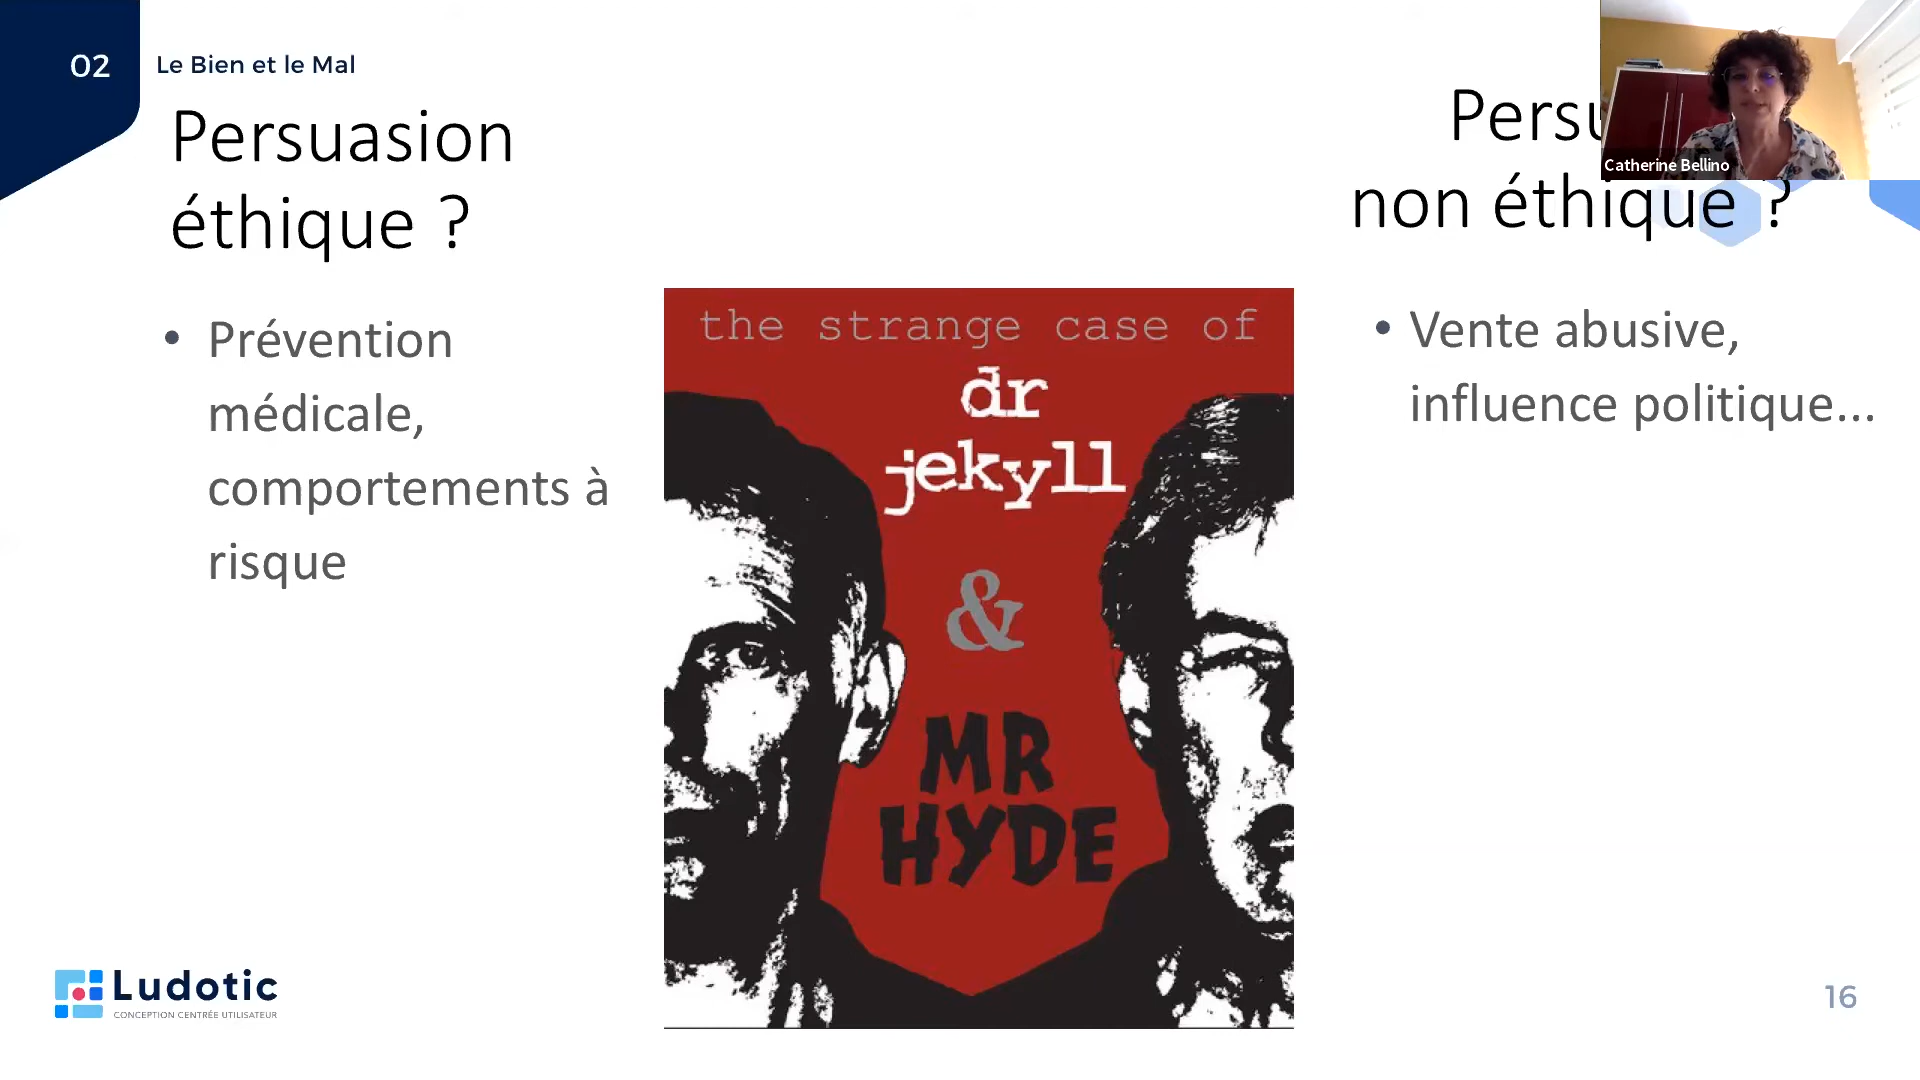 02
Le Bien et le Mal
Persuasion
éthique ?
Prévention
médicale,
comportements à
risque
the strange case of
dr
jekyll
&
MR
HYDE
non éthique ?
Vente abusive,
influence politique...
Catherine Bellino
Ludotic
CONCEPTION CENTRÉE UTILISATEUR
16